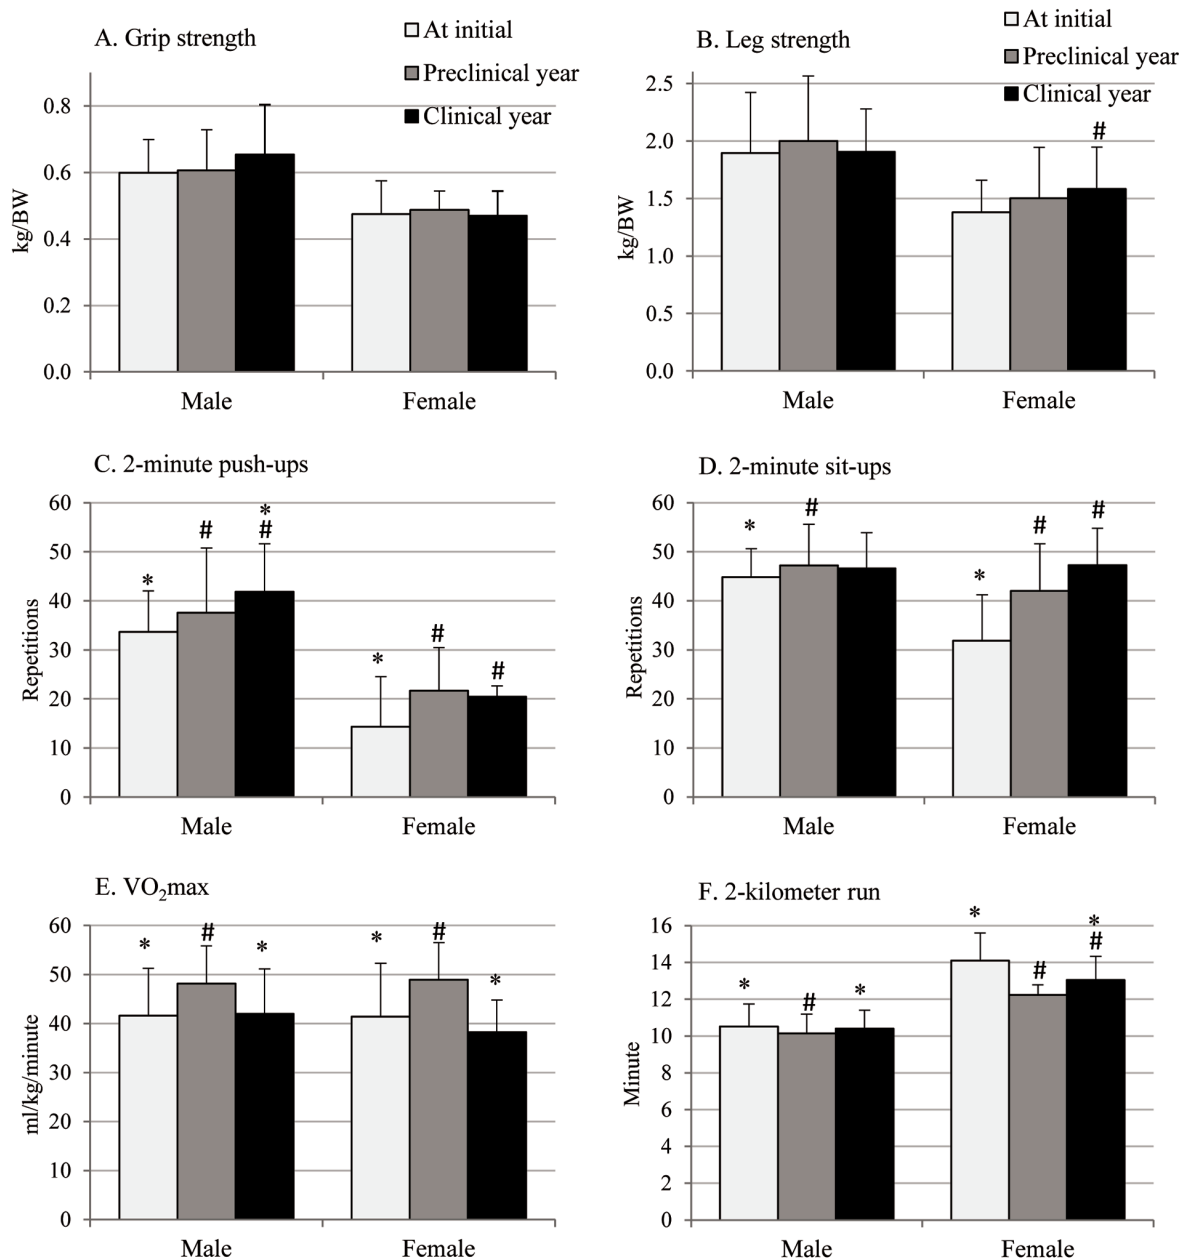 A. Grip strength
At initial
Preclinical year
Clinical year
kg/BW
0.8
0.6
0.4
0.2
0.0
Male
Female
B. Leg strength
At initial
Preclinical year
Clinical year
kg/BW
2.5
2.0
1.5
1.0
0.5
0.0
#
Male
Female
C. 2-minute push-ups
Repetitions
60
50
40
30
20
10
0
*
#
*
#
*
#
#
Male
Female
D. 2-minute sit-ups
Repetitions
60
50
40
30
20
10
0
*
#
*
#
#
Male
Female
E. VO₂max
ml/kg/minute
60
50
40
30
20
10
0
*
#
*
*
#
*
Male
Female
F. 2-kilometer run
Minute
16
14
12
10
8
6
4
2
0
*
#
*
*
#
*
#
Male
Female